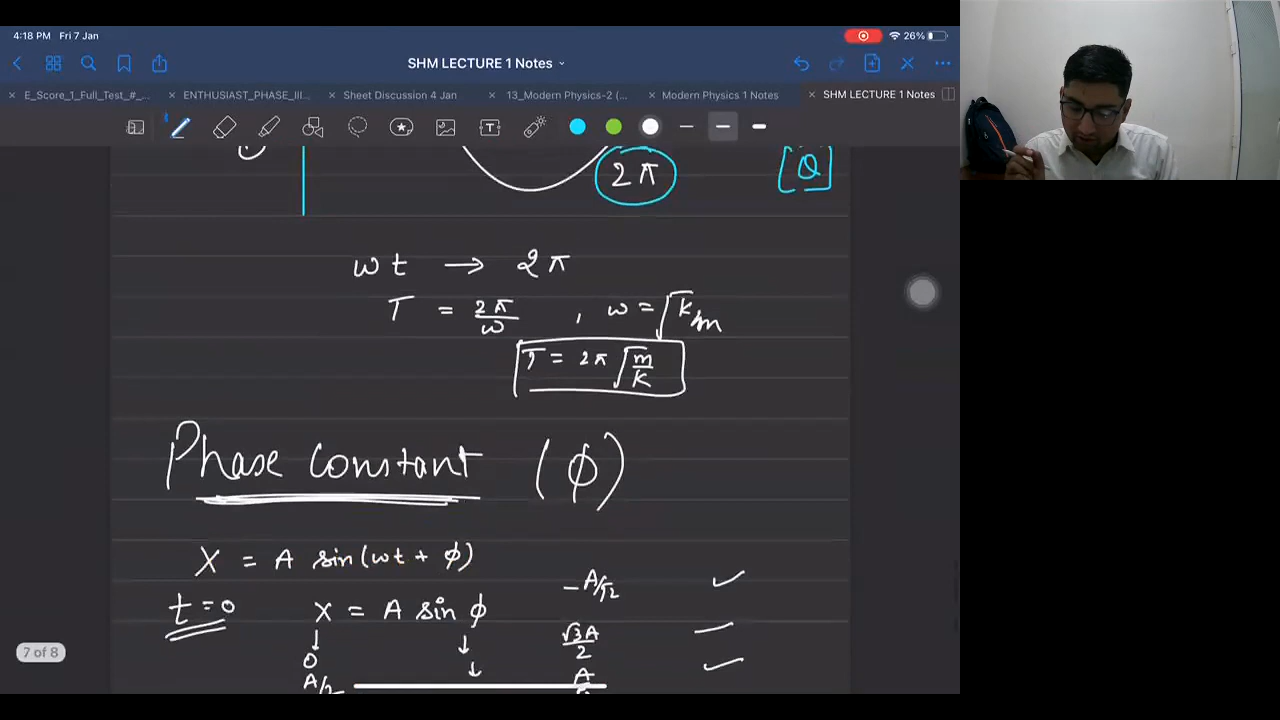 4:18 PM Fri 7 Jan
26%
SHM LECTURE 1 Notes
E_Score_1_Full_Test_#_...
ENTHUSIAST_PHASE_III...
Sheet Discussion 4 Jan
13_Modern Physics-2 (...
Modern Physics 1 Notes
SHM LECTURE 1 Notes
2π
[Q]
ωt → 2π
T = 2π/ω , ω = √k/m
T = 2π √m/k
Phase constant (ϕ)
X = A sin(ωt + ϕ)
-A/√2
t=0 x = A sin ϕ
√3A/2
0
A/2
A
7 of 8